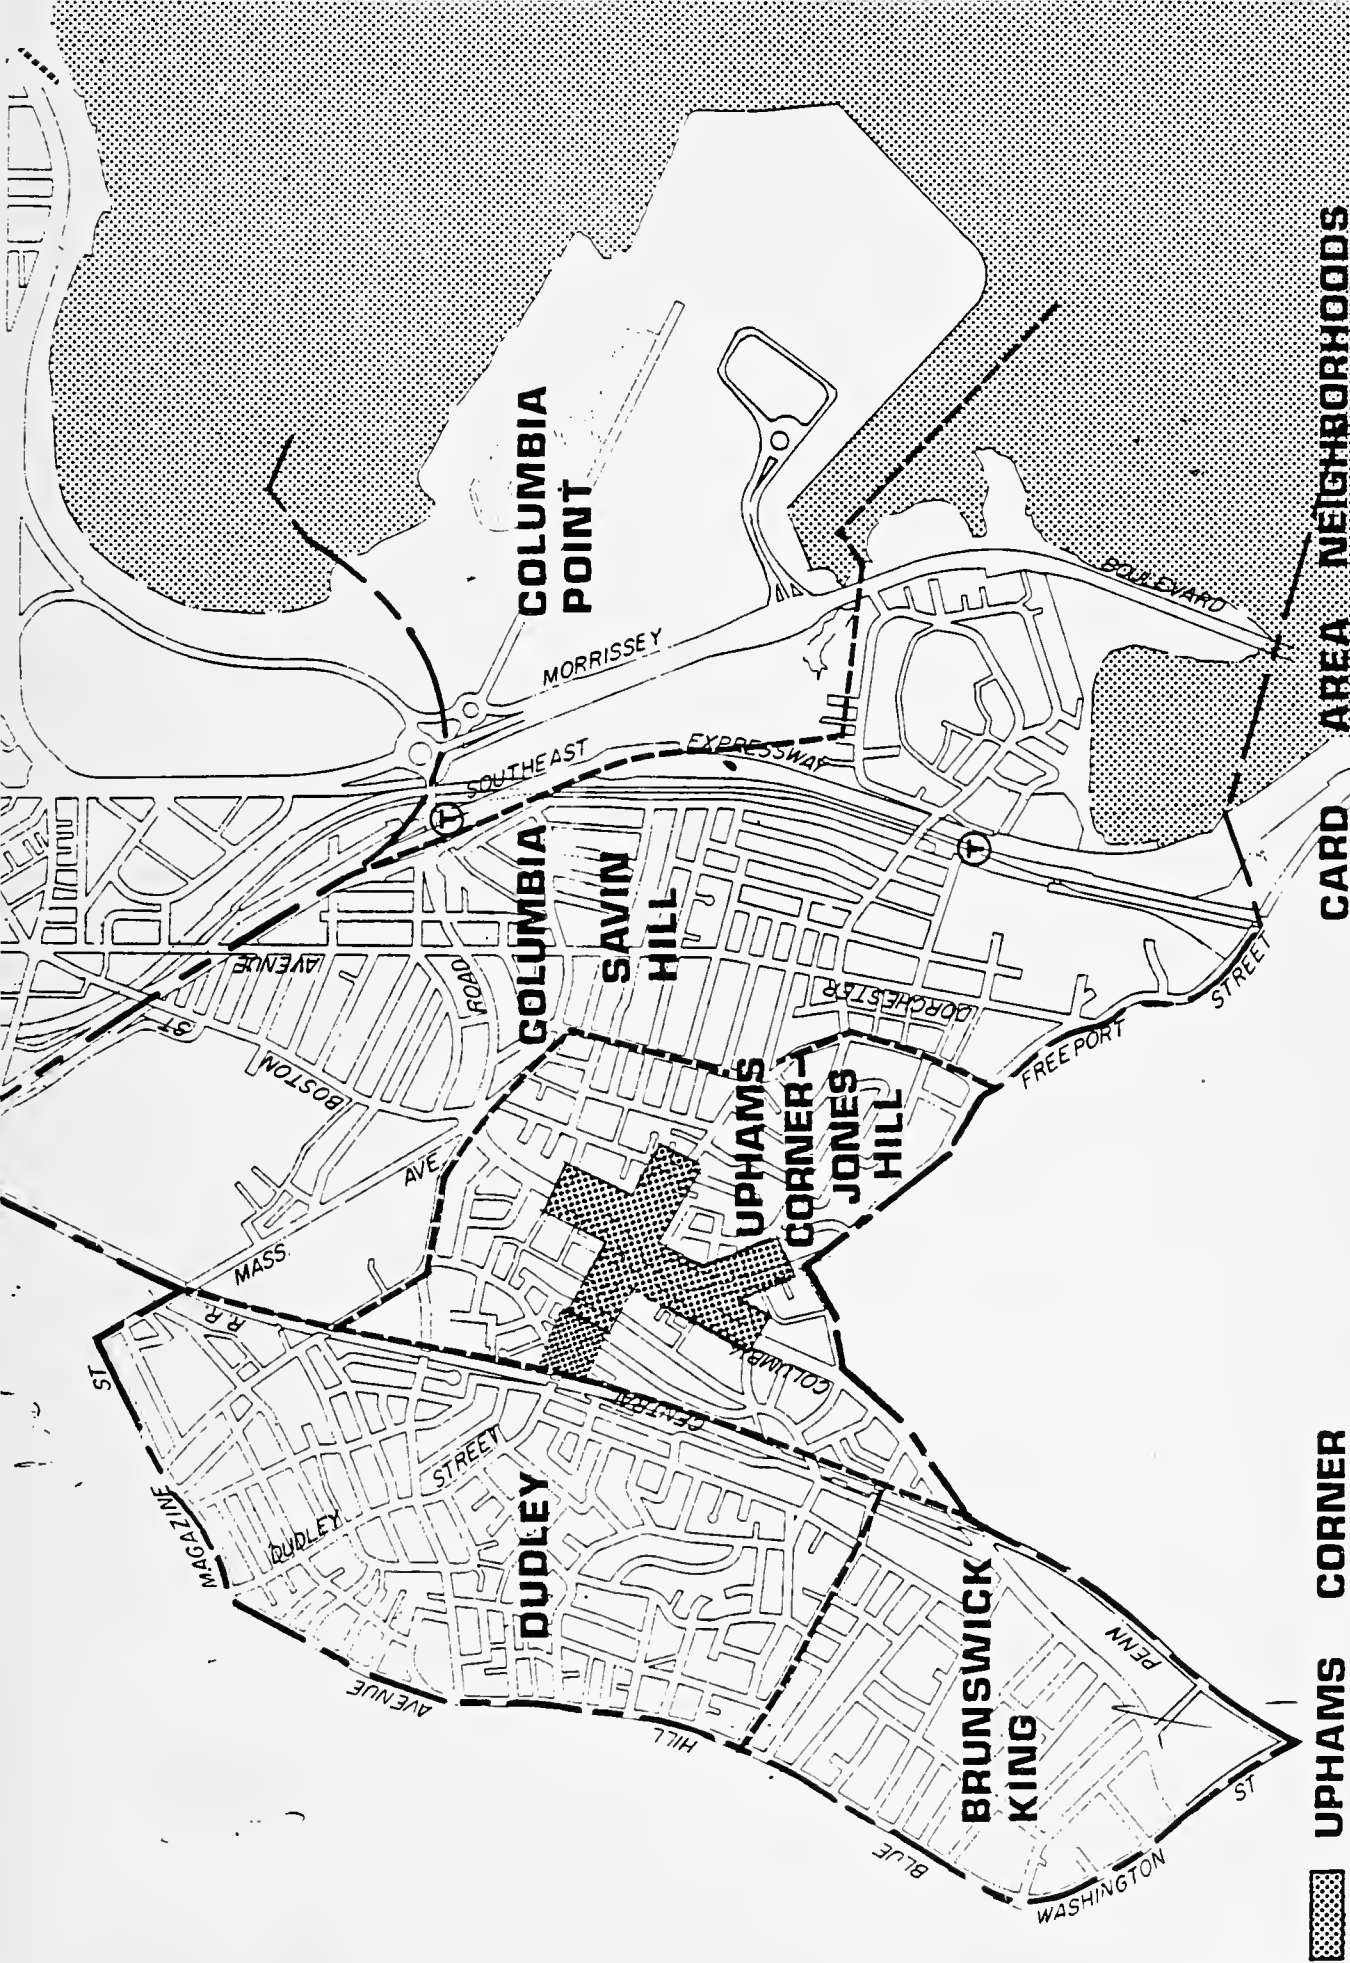 COLUMBIA
POINT
MORRISSEY
BOULEVARD
SOUTHEAST
EXPRESSWAY
T
T
COLUMBIA
SAVIN
HILL
AVENUE
DORCHESTER
ROAD
ST
BOSTON
FREEPORT
STREET
MASS
AVE
UPHAMS
CORNER-
JONES
HILL
COLUMBIA
R.R.
CENTRAL
PENN
ST
MAGAZINE
DUDLEY
STREET
DUDLEY
BRUNSWICK
KING
AVENUE
HILL
BLUE
WASHINGTON
ST
UPHAMS CORNER
CARD AREA NEIGHBORHOODS